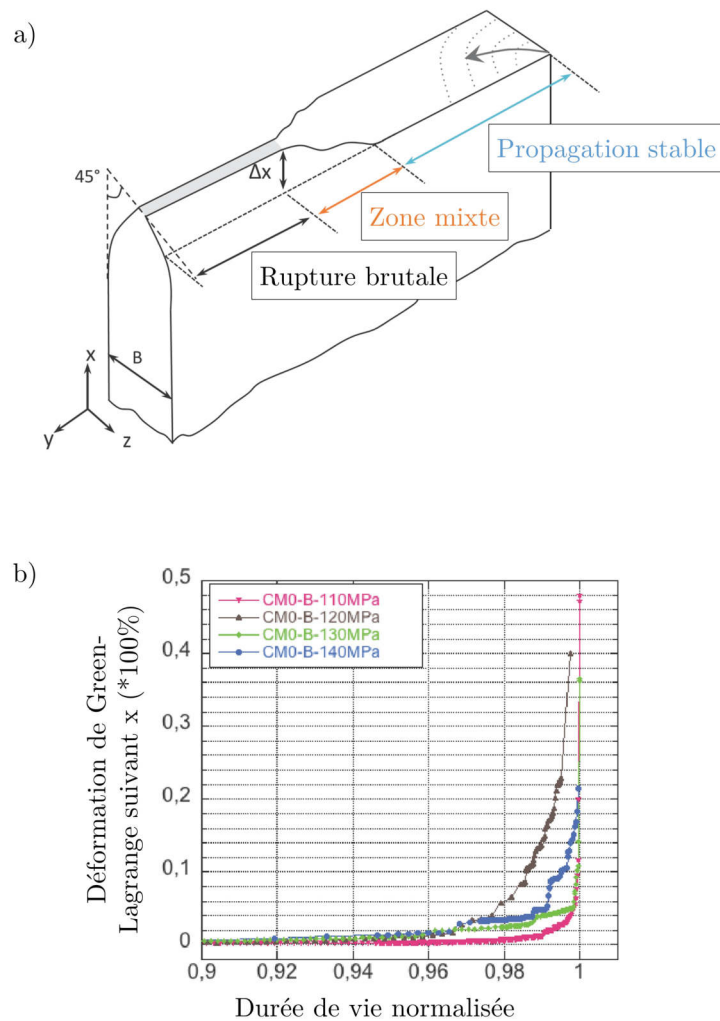 a)
45°
Δx
Propagation stable
Zone mixte
Rupture brutale
B
x
y
z
b)
Déformation de Green-
Lagrange suivant x (*100%)
0,5
0,4
0,3
0,2
0,1
0
CM0-B-110MPa
CM0-B-120MPa
CM0-B-130MPa
CM0-B-140MPa
0,9 0,92 0,94 0,96 0,98 1
Durée de vie normalisée